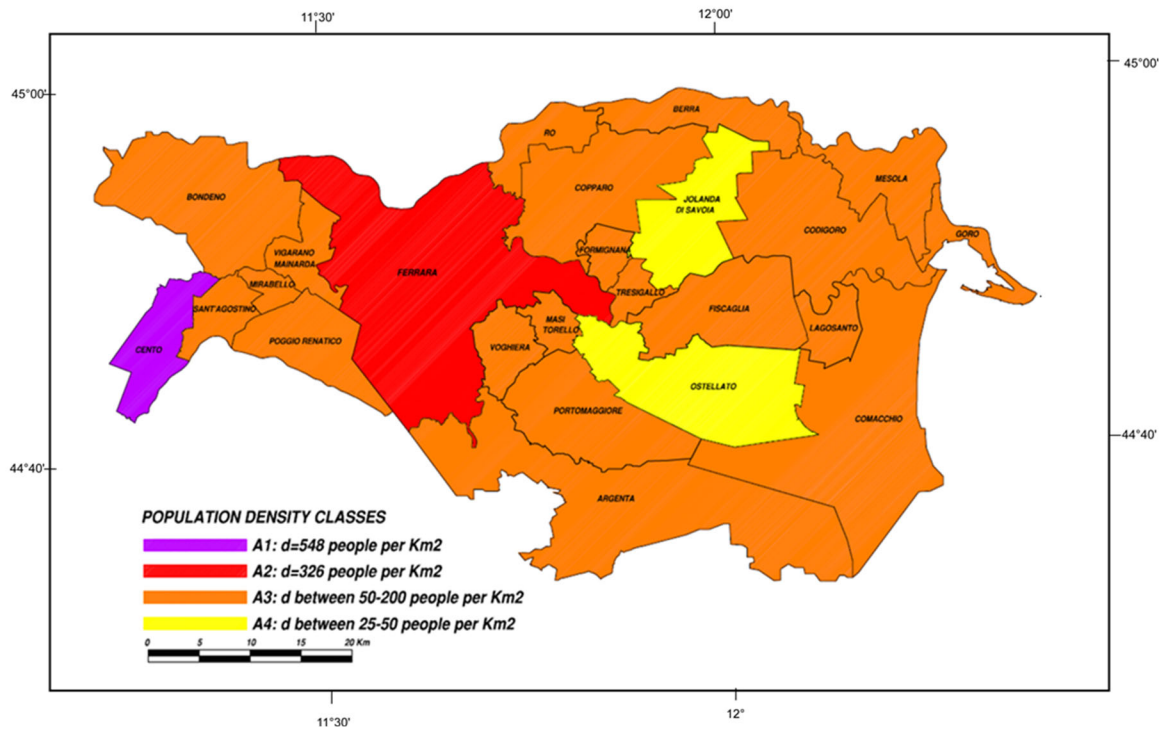 11°30'
12°00'
45°00'
45°00'
BERRA
RO
MESOLA
COPPARO
BONDENO
JOLANDA
DI SAVOIA
CODIGORO
GORO
FORMIGNANA
VIGARANO
MAINARDA
FERRARA
MIRABELLO
TRESIGALLO
SANT'AGOSTINO
FISCAGLIA
MASI
TORELLO
LAGOSANTO
POGGIO RENATICO
VOGHIERA
CENTO
OSTELLATO
PORTOMAGGIORE
COMACCHIO
44°40'
44°40'
ARGENTA
POPULATION DENSITY CLASSES
A1: d=548 people per Km2
A2: d=326 people per Km2
A3: d between 50-200 people per Km2
A4: d between 25-50 people per Km2
0 5 10 15 20 Km
11°30'
12°